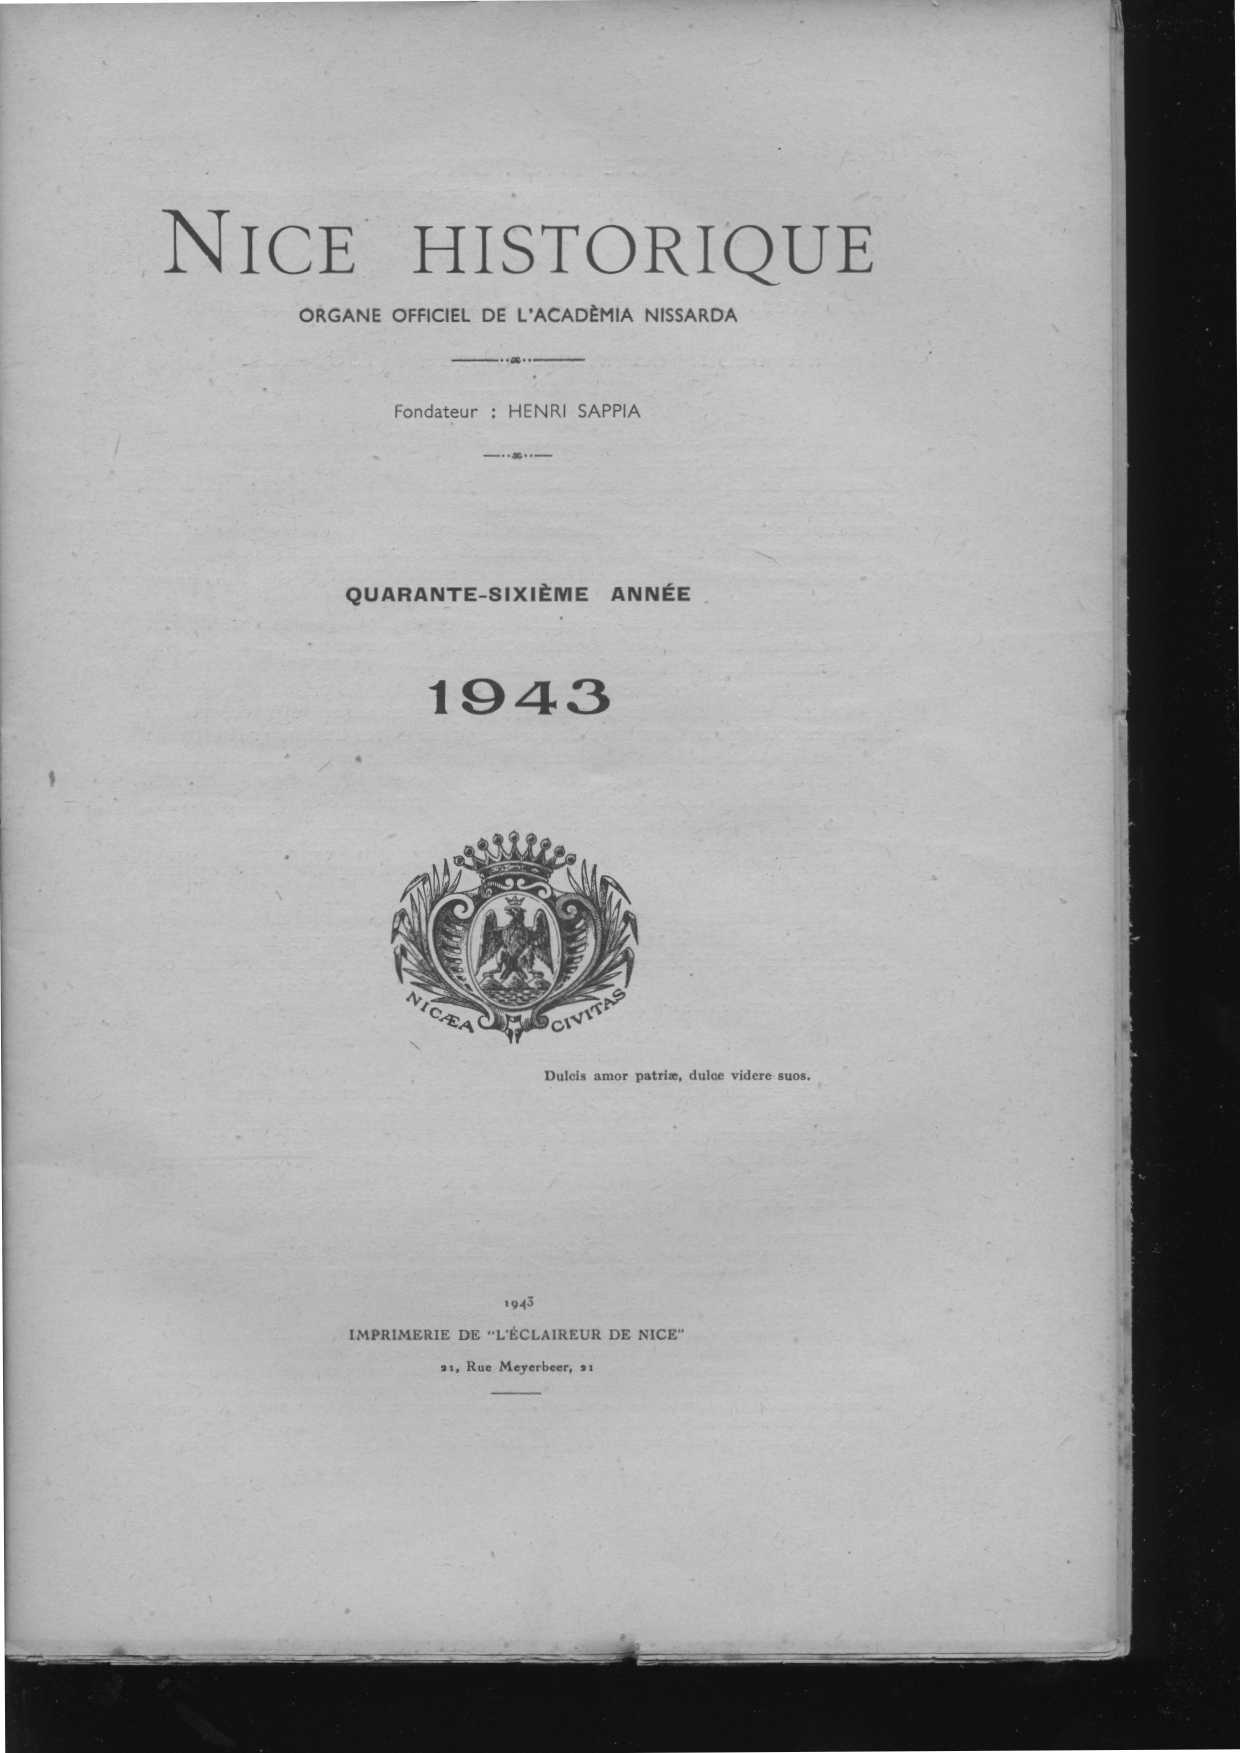 NICE HISTORIQUE
ORGANE OFFICIEL DE L'ACADÈMIA NISSARDA
Fondateur : HENRI SAPPIA
QUARANTE-SIXIÈME ANNÉE
1943
NICÆA CIVITAS
Dulcis amor patriæ, dulce videre suos.
1943
IMPRIMERIE DE "L'ÉCLAIREUR DE NICE"
21, Rue Meyerbeer, 21